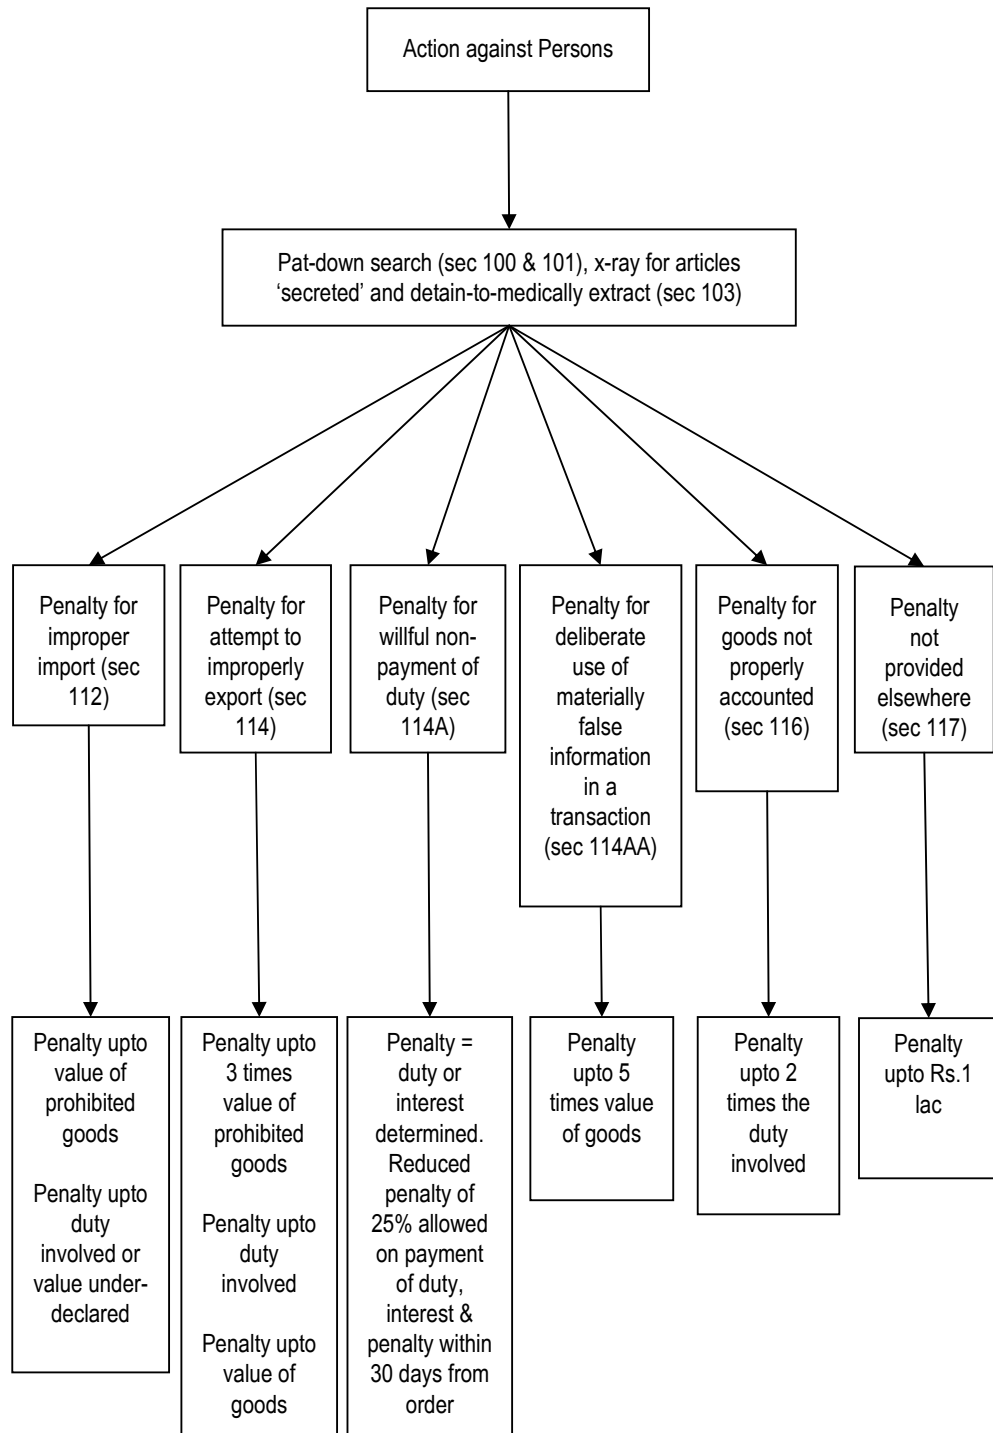 Action against Persons
Pat-down search (sec 100 & 101), x-ray for articles
‘secreted’ and detain-to-medically extract (sec 103)
Penalty for
improper
import (sec
112)
Penalty for
attempt to
improperly
export (sec
114)
Penalty for
willful non-
payment of
duty (sec
114A)
Penalty for
deliberate
use of
materially
false
information
in a
transaction
(sec 114AA)
Penalty for
goods not
properly
accounted
(sec 116)
Penalty
not
provided
elsewhere
(sec 117)
Penalty upto
value of
prohibited
goods
Penalty upto
duty
involved or
value under-
declared
Penalty upto
3 times
value of
prohibited
goods
Penalty upto
duty
involved
Penalty upto
value of
goods
Penalty =
duty or
interest
determined.
Reduced
penalty of
25% allowed
on payment
of duty,
interest &
penalty within
30 days from
order
Penalty
upto 5
times value
of goods
Penalty
upto 2
times the
duty
involved
Penalty
upto Rs.1
lac